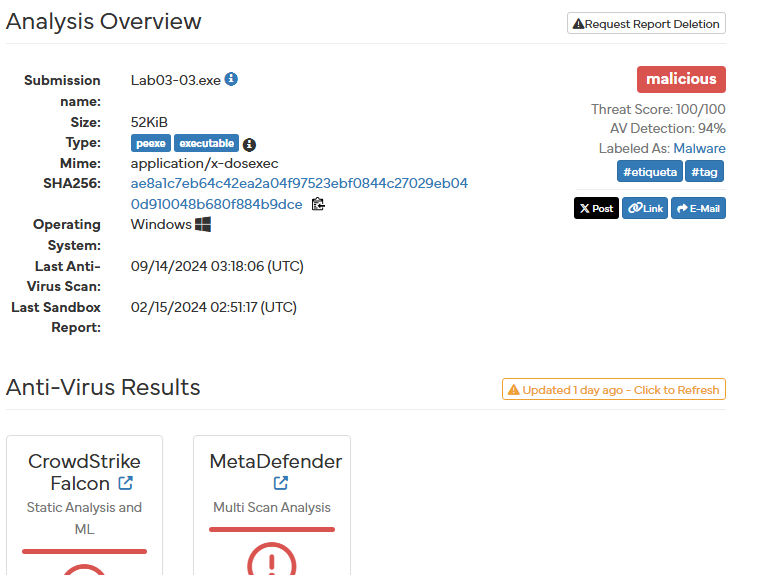 Analysis Overview
Request Report Deletion
Submission name:
Lab03-03.exe
malicious
Threat Score: 100/100
Size:
52KiB
AV Detection: 94%
Type:
peexe executable
Labeled As: Malware
Mime:
application/x-dosexec
#etiqueta #tag
SHA256:
ae8a1c7eb64c42ea2a04f97523ebf0844c27029eb04
0d910048b680f884b9dce
Post Link E-Mail
Operating System:
Windows
Last Anti-Virus Scan:
09/14/2024 03:18:06 (UTC)
Last Sandbox Report:
02/15/2024 02:51:17 (UTC)
Anti-Virus Results
Updated 1 day ago - Click to Refresh
CrowdStrike
Falcon
Static Analysis and
ML
MetaDefender
Multi Scan Analysis